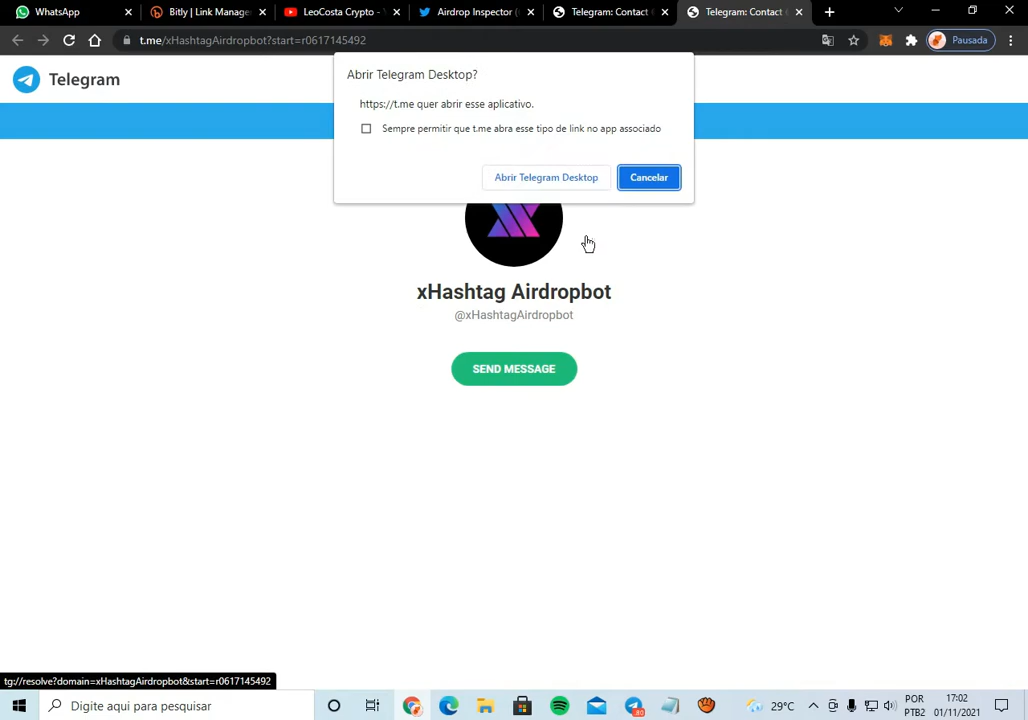 WhatsApp
Bitly | Link Manage
LeoCosta Crypto -
Airdrop Inspector (
Telegram: Contact
Telegram: Contact
t.me/xHashtagAirdropbot?start=r0617145492
Pausada
Telegram
Abrir Telegram Desktop?
https://t.me quer abrir esse aplicativo.
Sempre permitir que t.me abra esse tipo de link no app associado
Abrir Telegram Desktop
Cancelar
xHashtag Airdropbot
@xHashtagAirdropbot
SEND MESSAGE
tg://resolve?domain=xHashtagAirdropbot&start=r0617145492
Digite aqui para pesquisar
29°C
POR
PTB2
17:02
01/11/2021